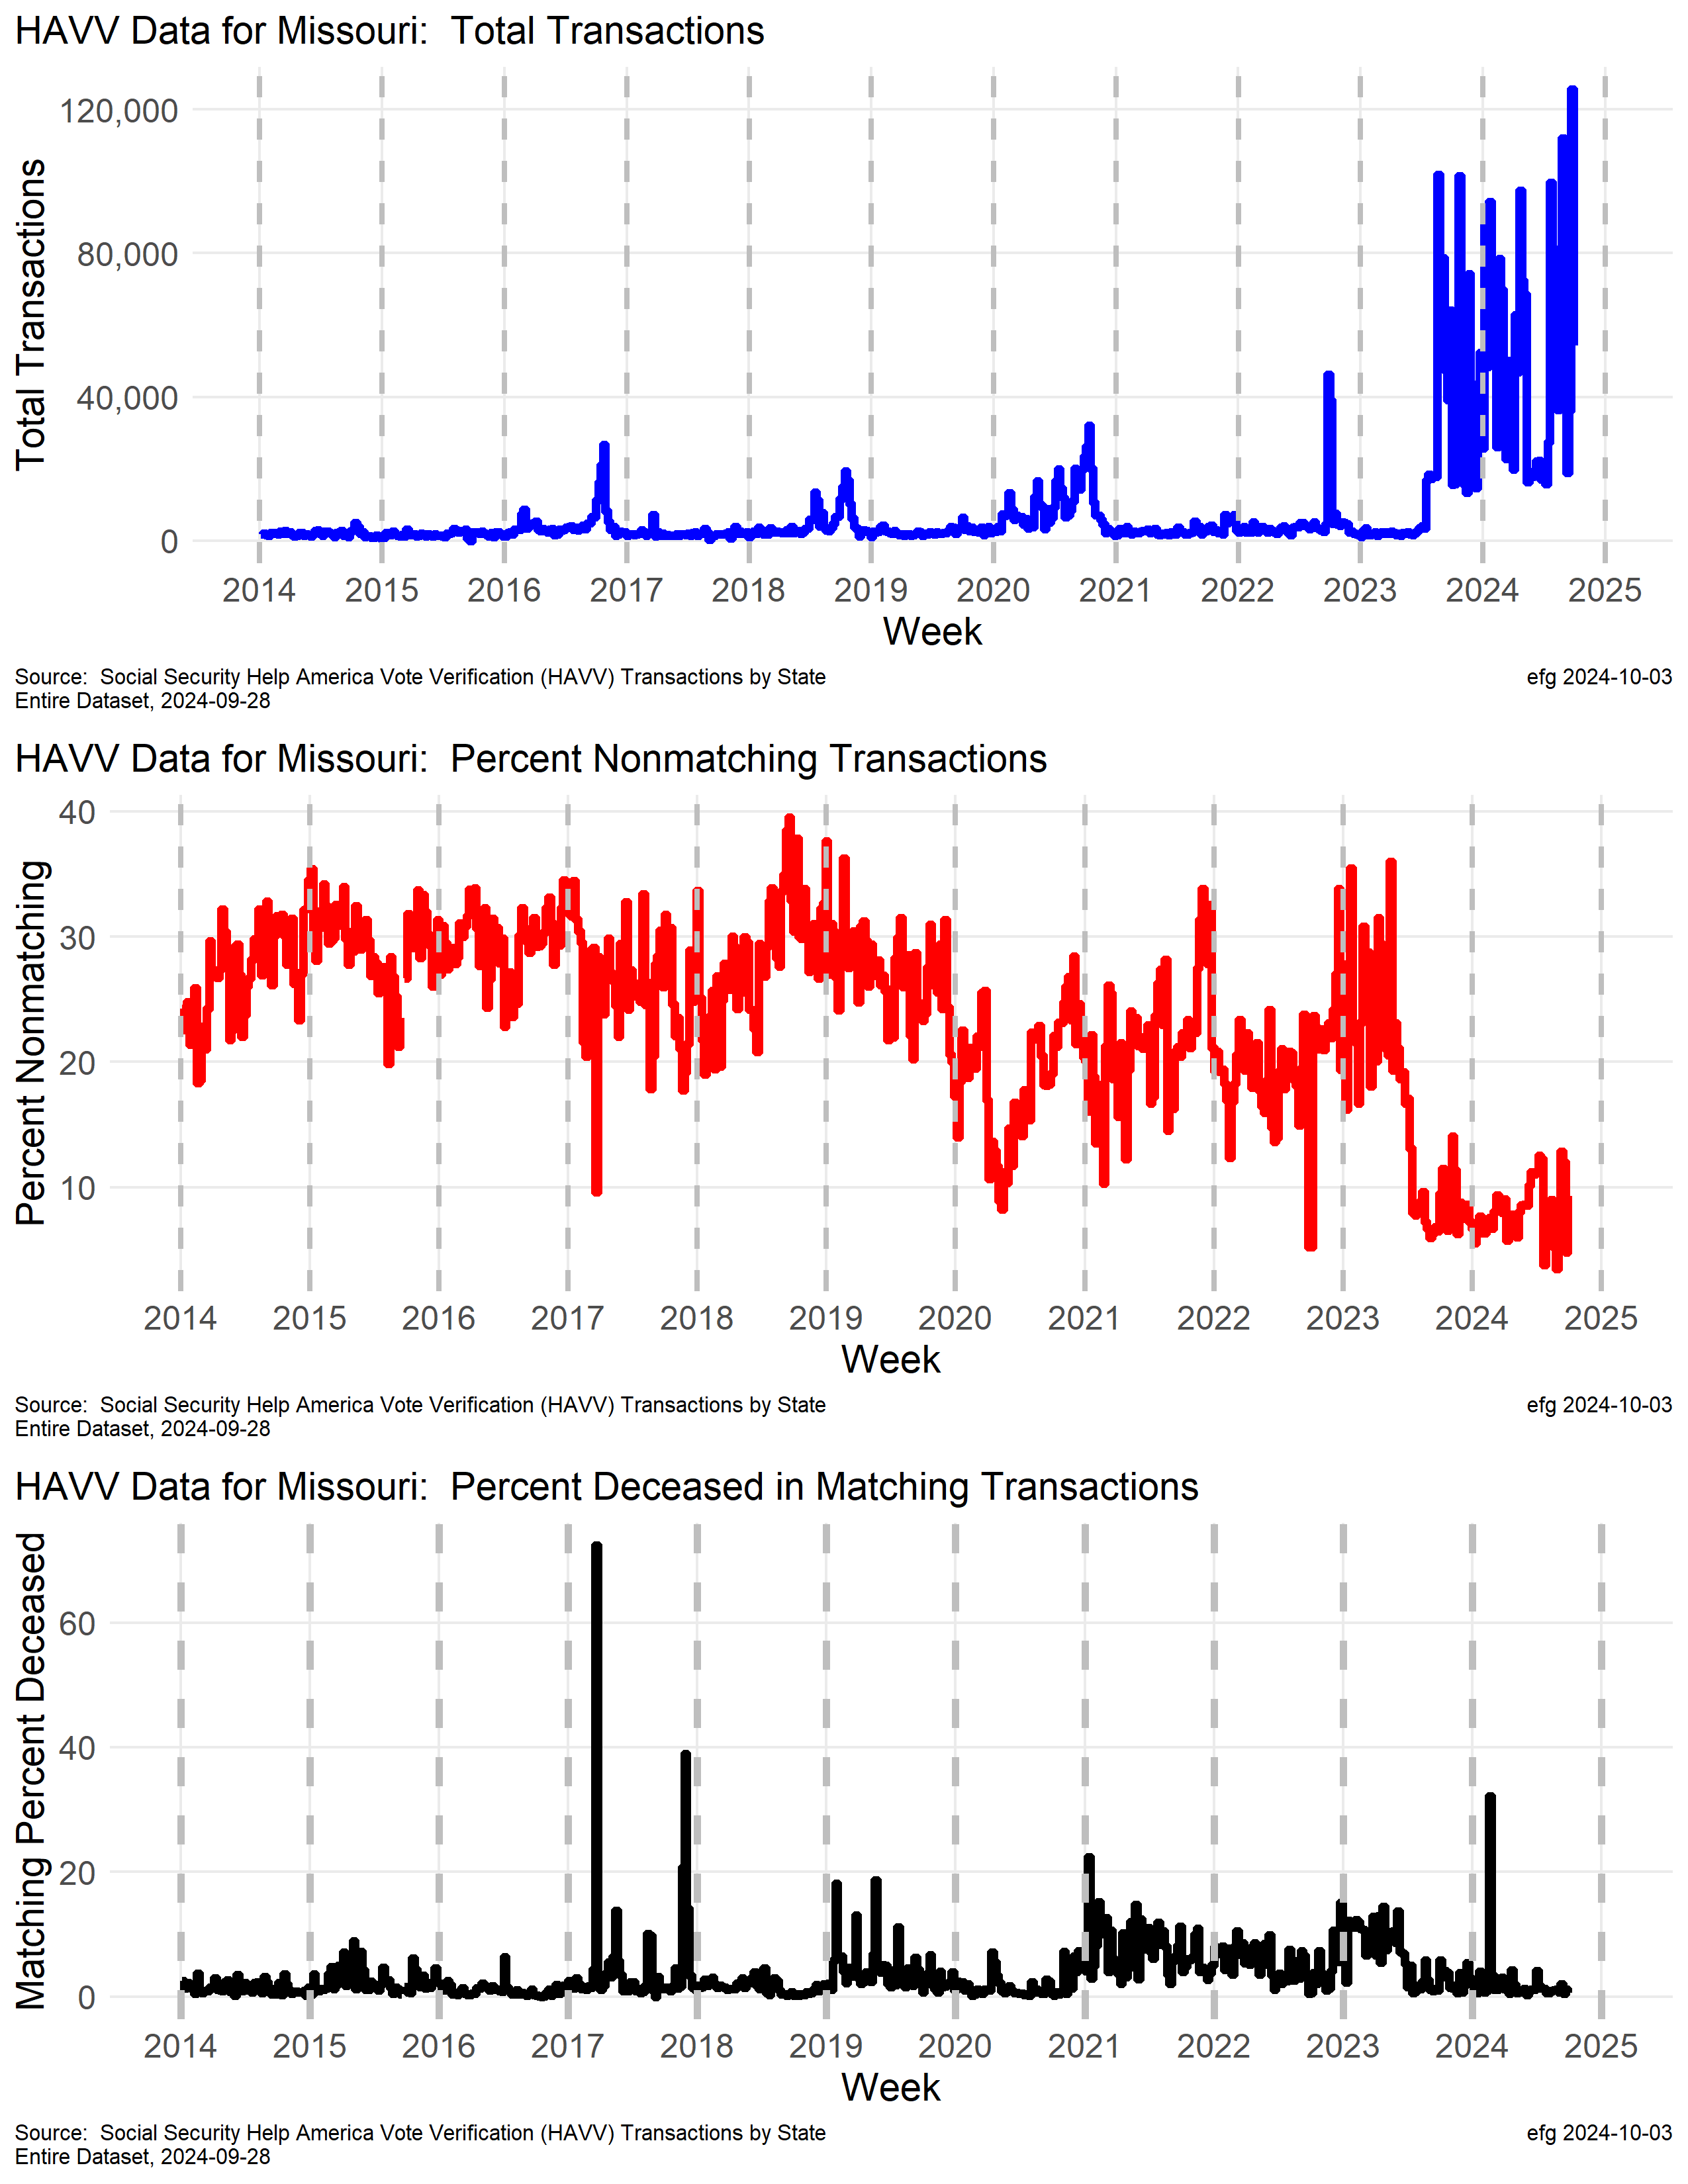 HAVV Data for Missouri:  Total Transactions
Total Transactions
120,000
80,000
40,000
0
2014 2015 2016 2017 2018 2019 2020 2021 2022 2023 2024 2025
Week
Source:  Social Security Help America Vote Verification (HAVV) Transactions by State
Entire Dataset, 2024-09-28
efg 2024-10-03
HAVV Data for Missouri:  Percent Nonmatching Transactions
Percent Nonmatching
40
30
20
10
2014 2015 2016 2017 2018 2019 2020 2021 2022 2023 2024 2025
Week
Source:  Social Security Help America Vote Verification (HAVV) Transactions by State
Entire Dataset, 2024-09-28
efg 2024-10-03
HAVV Data for Missouri:  Percent Deceased in Matching Transactions
Matching Percent Deceased
60
40
20
0
2014 2015 2016 2017 2018 2019 2020 2021 2022 2023 2024 2025
Week
Source:  Social Security Help America Vote Verification (HAVV) Transactions by State
Entire Dataset, 2024-09-28
efg 2024-10-03